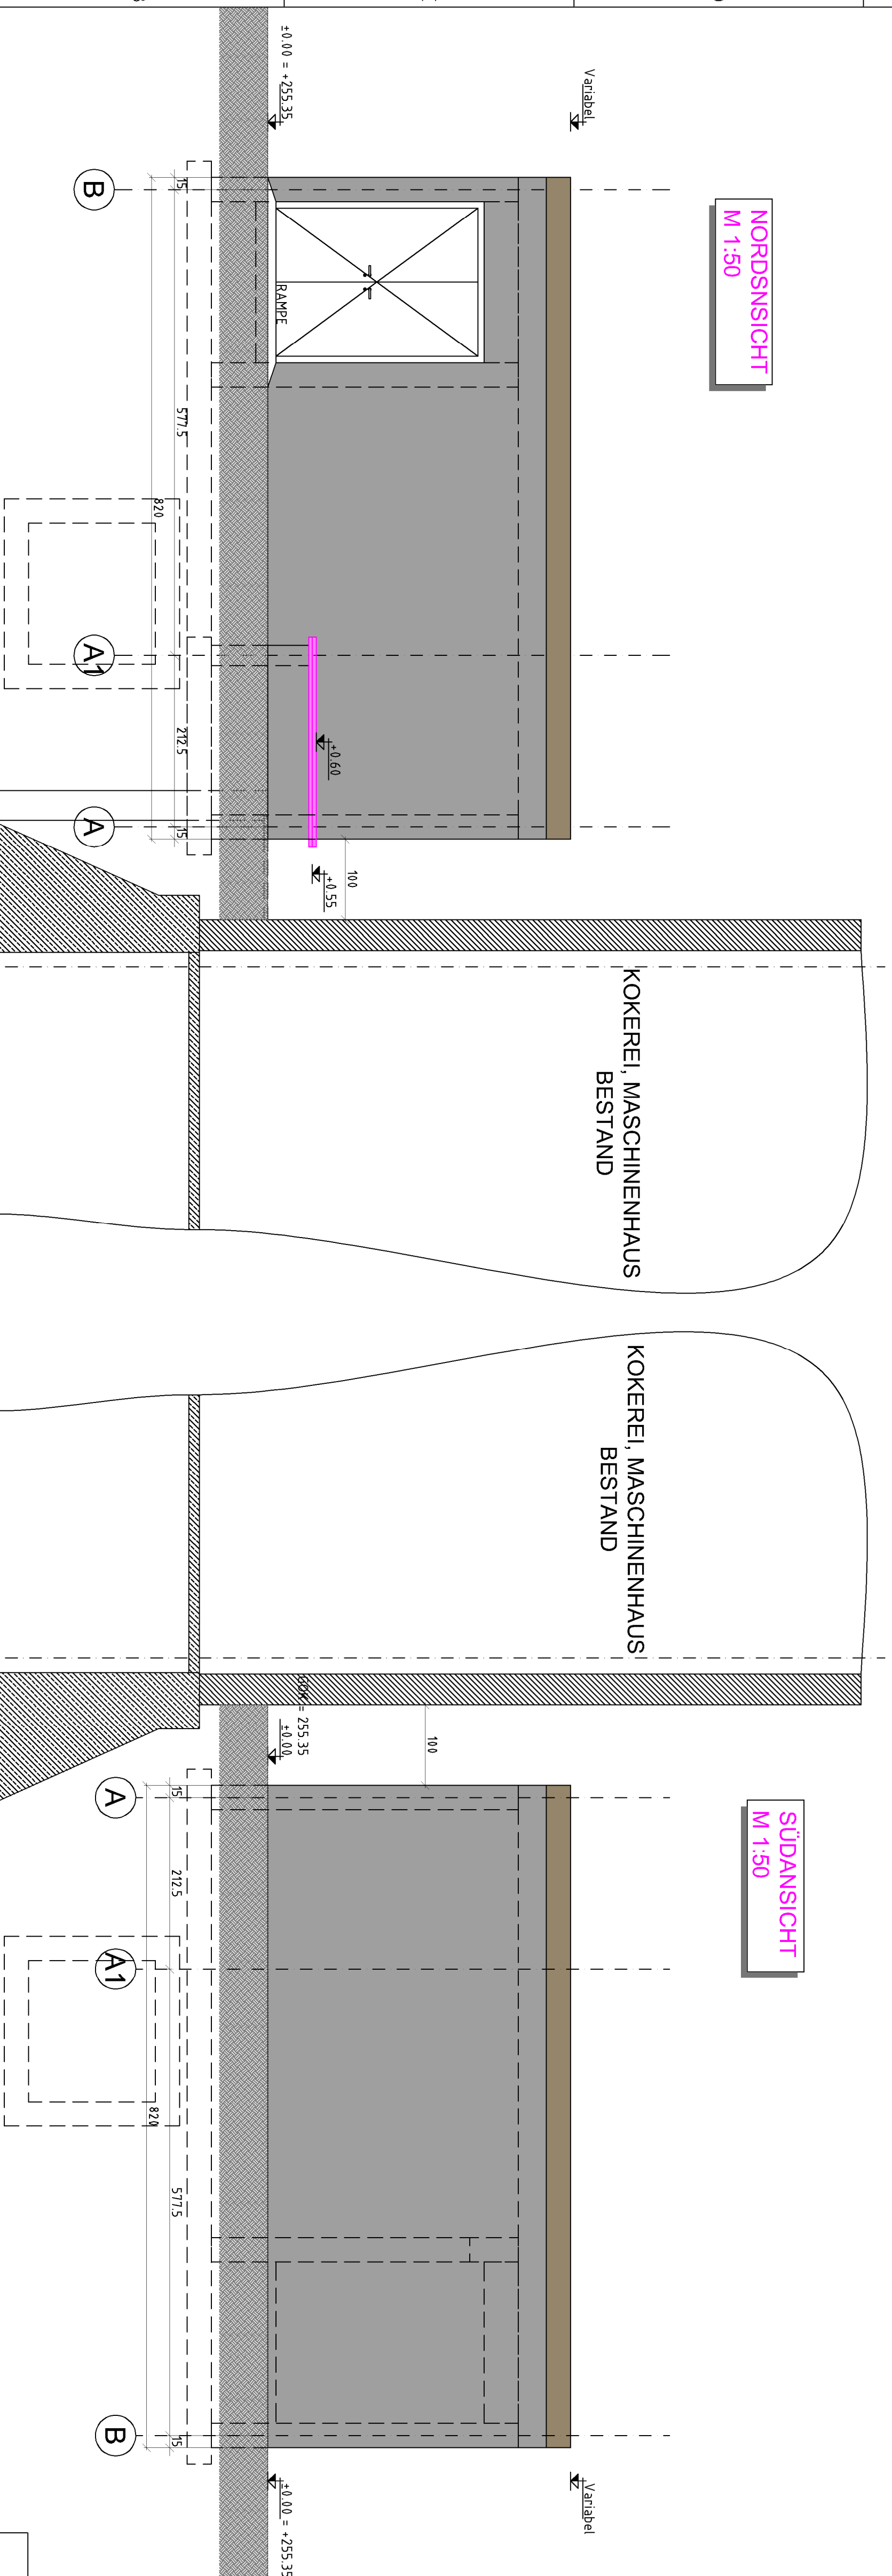 NORDSNSICHT
M 1:50
Variabel
±0.00 = +255.35
RAMPE
+0.60
+0.55
100
15
577.5
212.5
15
820
B
A1
A
KOKEREI, MASCHINENHAUS
BESTAND
KOKEREI, MASCHINENHAUS
BESTAND
SÜDANSICHT
M 1:50
GOK = 255.35
±0.00
100
Variabel
±0.00 = +255.35
15
212.5
577.5
15
820
A
A1
B